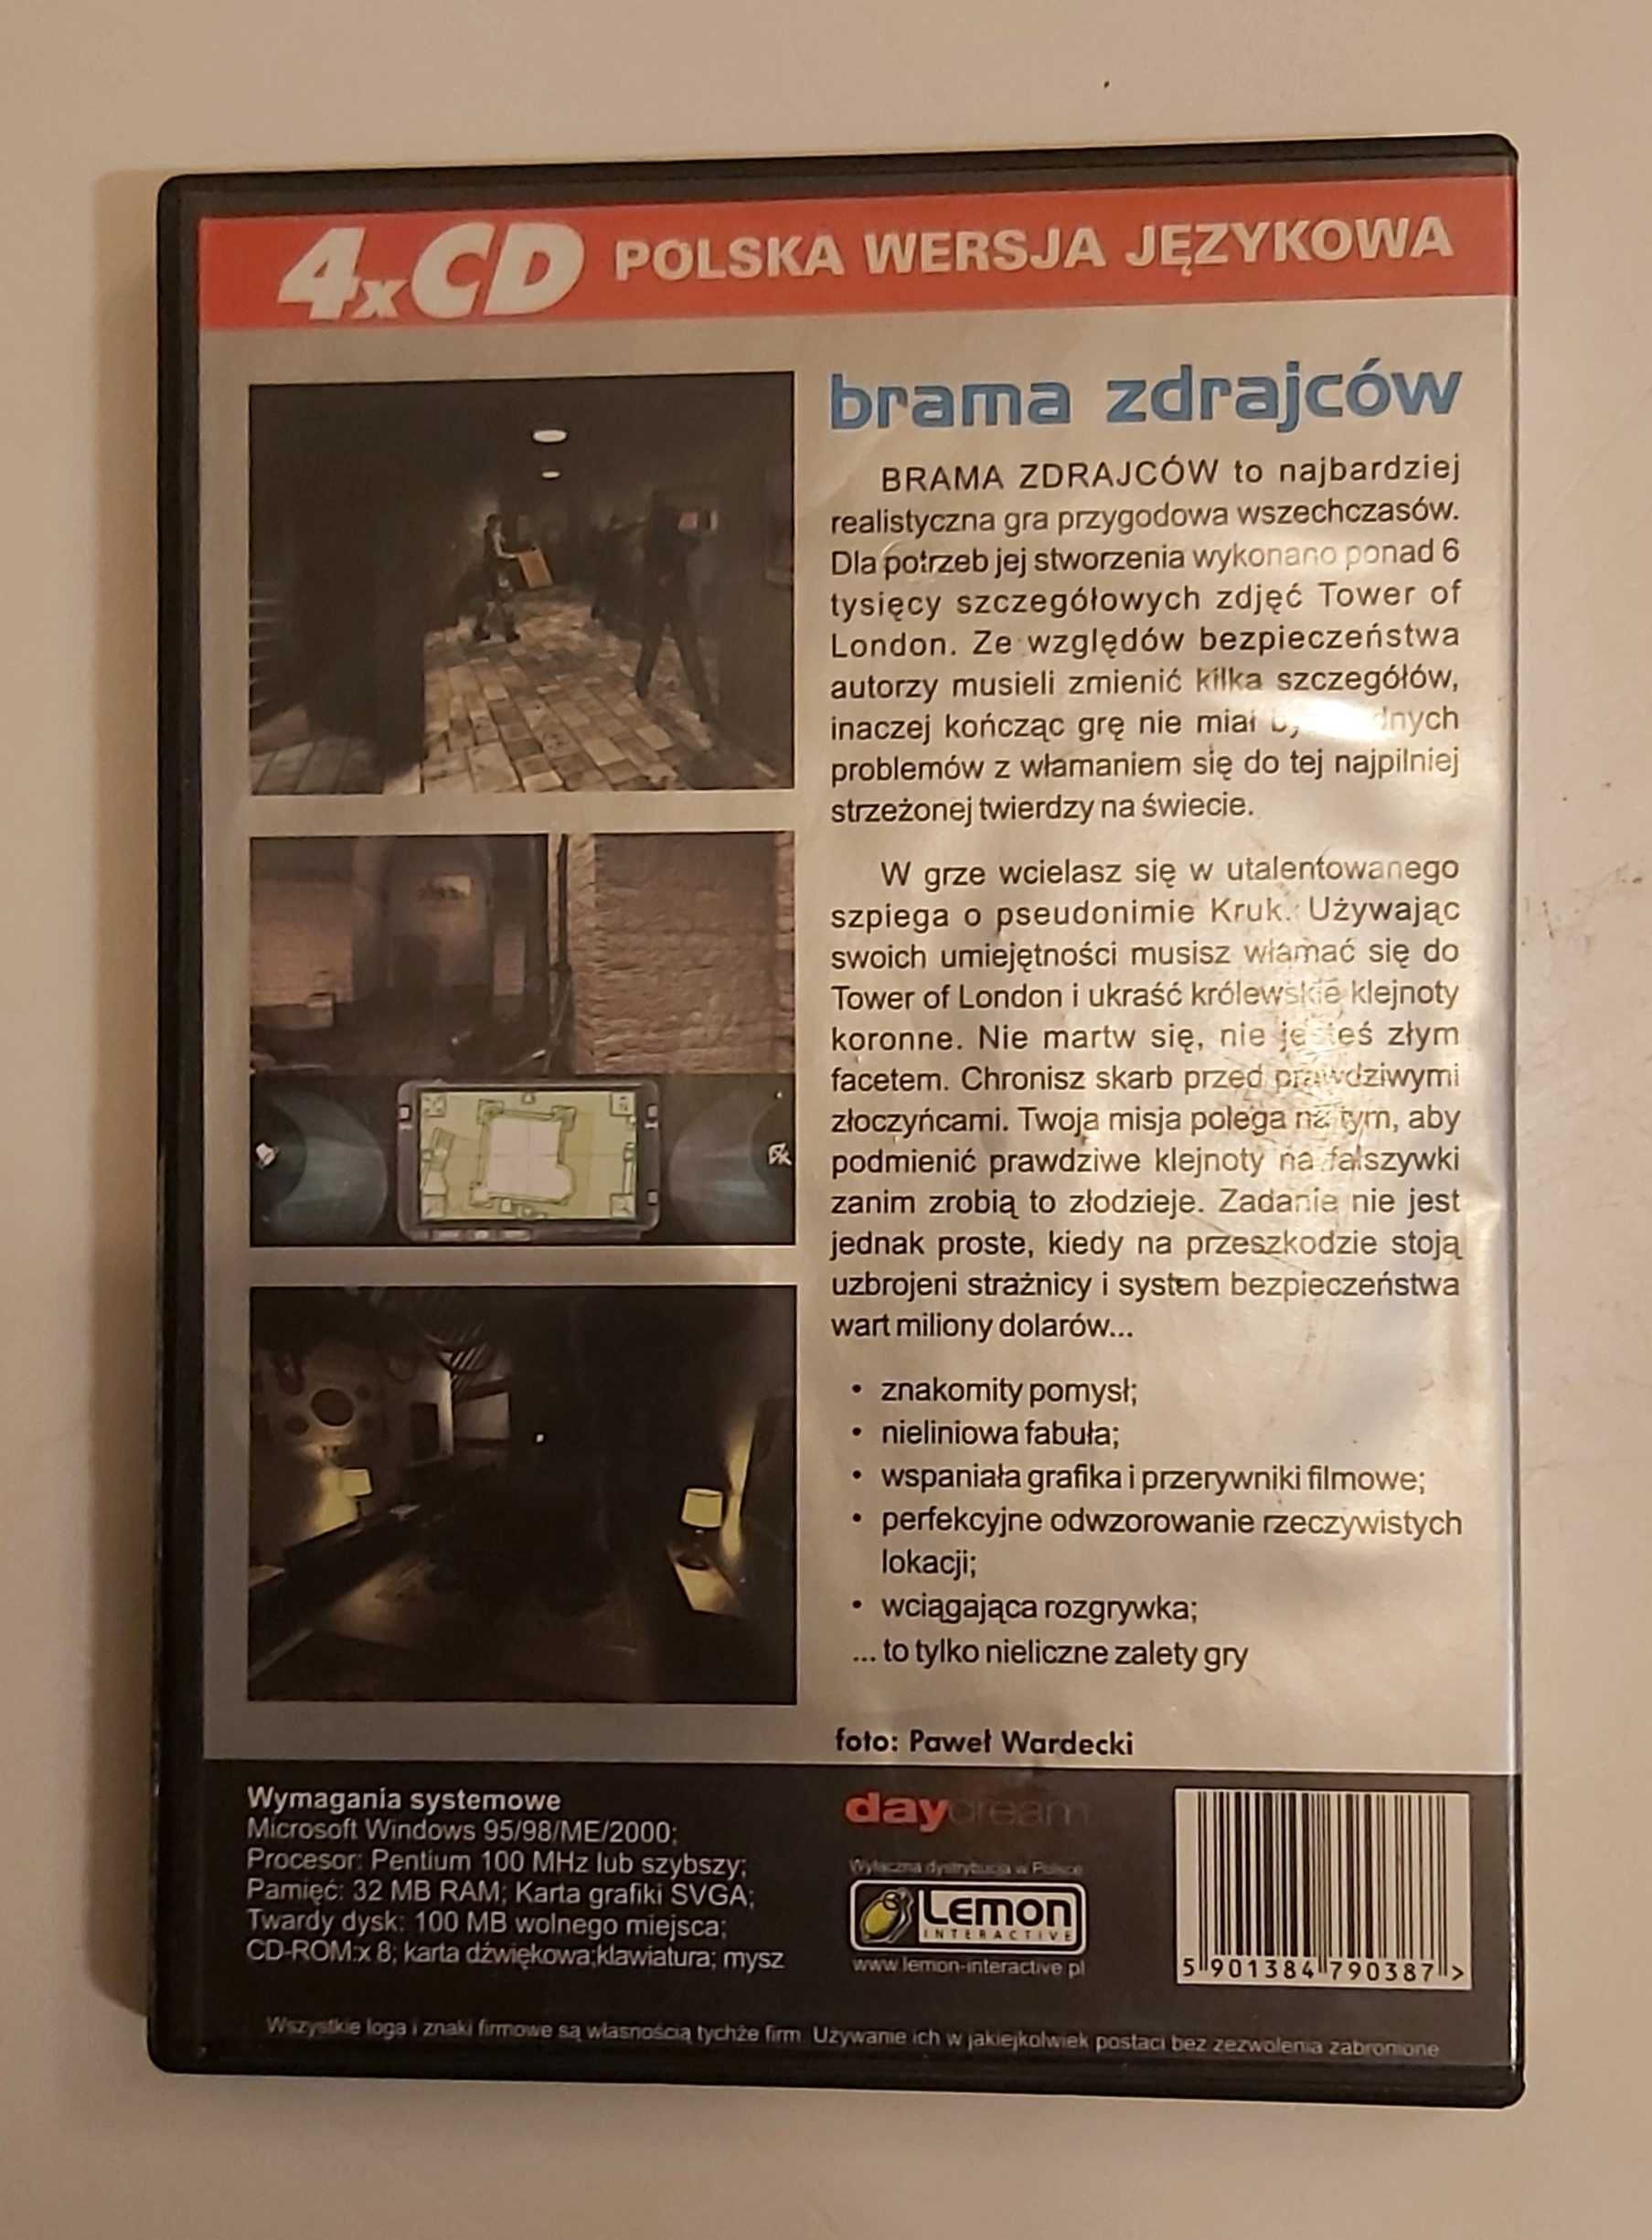 4xCD POLSKA WERSJA JĘZYKOWA
brama zdrajców
BRAMA ZDRAJCÓW to najbardziej
realistyczna gra przygodowa wszechczasów.
Dla potrzeb jej stworzenia wykonano ponad 6
tysięcy szczegółowych zdjęć Tower of
London. Ze względów bezpieczeństwa
autorzy musieli zmienić kilka szczegółów,
inaczej kończąc grę nie miał
problemów z włamaniem się do tej najpilniej
strzeżonej twierdzy na świecie.
W grze wcielasz się w utalentowanego
szpiega o pseudonimie Kruk. Używając
swoich umiejętności musisz włamać się do
Tower of London i ukraść królewskie klejnoty
koronne. Nie martw się, nie jesteś złym
facetem. Chronisz skarb przed prawdziwymi
złoczyńcami. Twoja misja polega na tym, aby
podmienić prawdziwe klejnoty na fałszywki
zanim zrobią to złodzieje. Zadanie nie jest
jednak proste, kiedy na przeszkodzie stoją
uzbrojeni strażnicy i system bezpieczeństwa
wart miliony dolarów...
• znakomity pomysł;
• nieliniowa fabuła;
• wspaniała grafika i przerywniki filmowe;
• perfekcyjne odwzorowanie rzeczywistych
lokacji;
• wciągająca rozgrywka;
... to tylko nieliczne zalety gry
foto: Paweł Wardecki
Wymagania systemowe
Microsoft Windows 95/98/ME/2000;
Procesor: Pentium 100 MHz lub szybszy;
Pamięć: 32 MB RAM; Karta grafiki SVGA;
Twardy dysk: 100 MB wolnego miejsca;
CD-ROM:x 8; karta dźwiękowa;klawiatura; mysz
daydream
Wyłączna dystrybucja w Polsce
LEMON
INTERACTIVE
www.lemon-interactive.pl
5 901384 790387 >
Wszystkie loga i znaki firmowe są własnością tychże firm. Używanie ich w jakiejkolwiek postaci bez zezwolenia zabronione